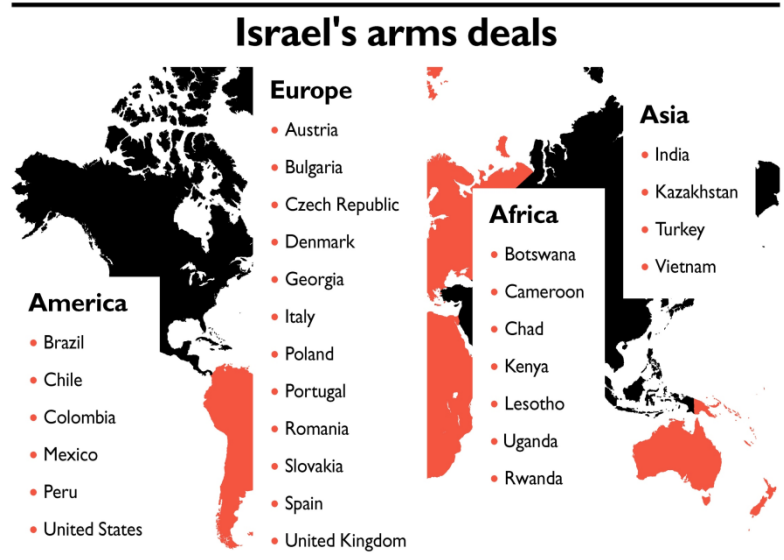 Israel's arms deals
America
• Brazil
• Chile
• Colombia
• Mexico
• Peru
• United States
Europe
• Austria
• Bulgaria
• Czech Republic
• Denmark
• Georgia
• Italy
• Poland
• Portugal
• Romania
• Slovakia
• Spain
• United Kingdom
Africa
• Botswana
• Cameroon
• Chad
• Kenya
• Lesotho
• Uganda
• Rwanda
Asia
• India
• Kazakhstan
• Turkey
• Vietnam